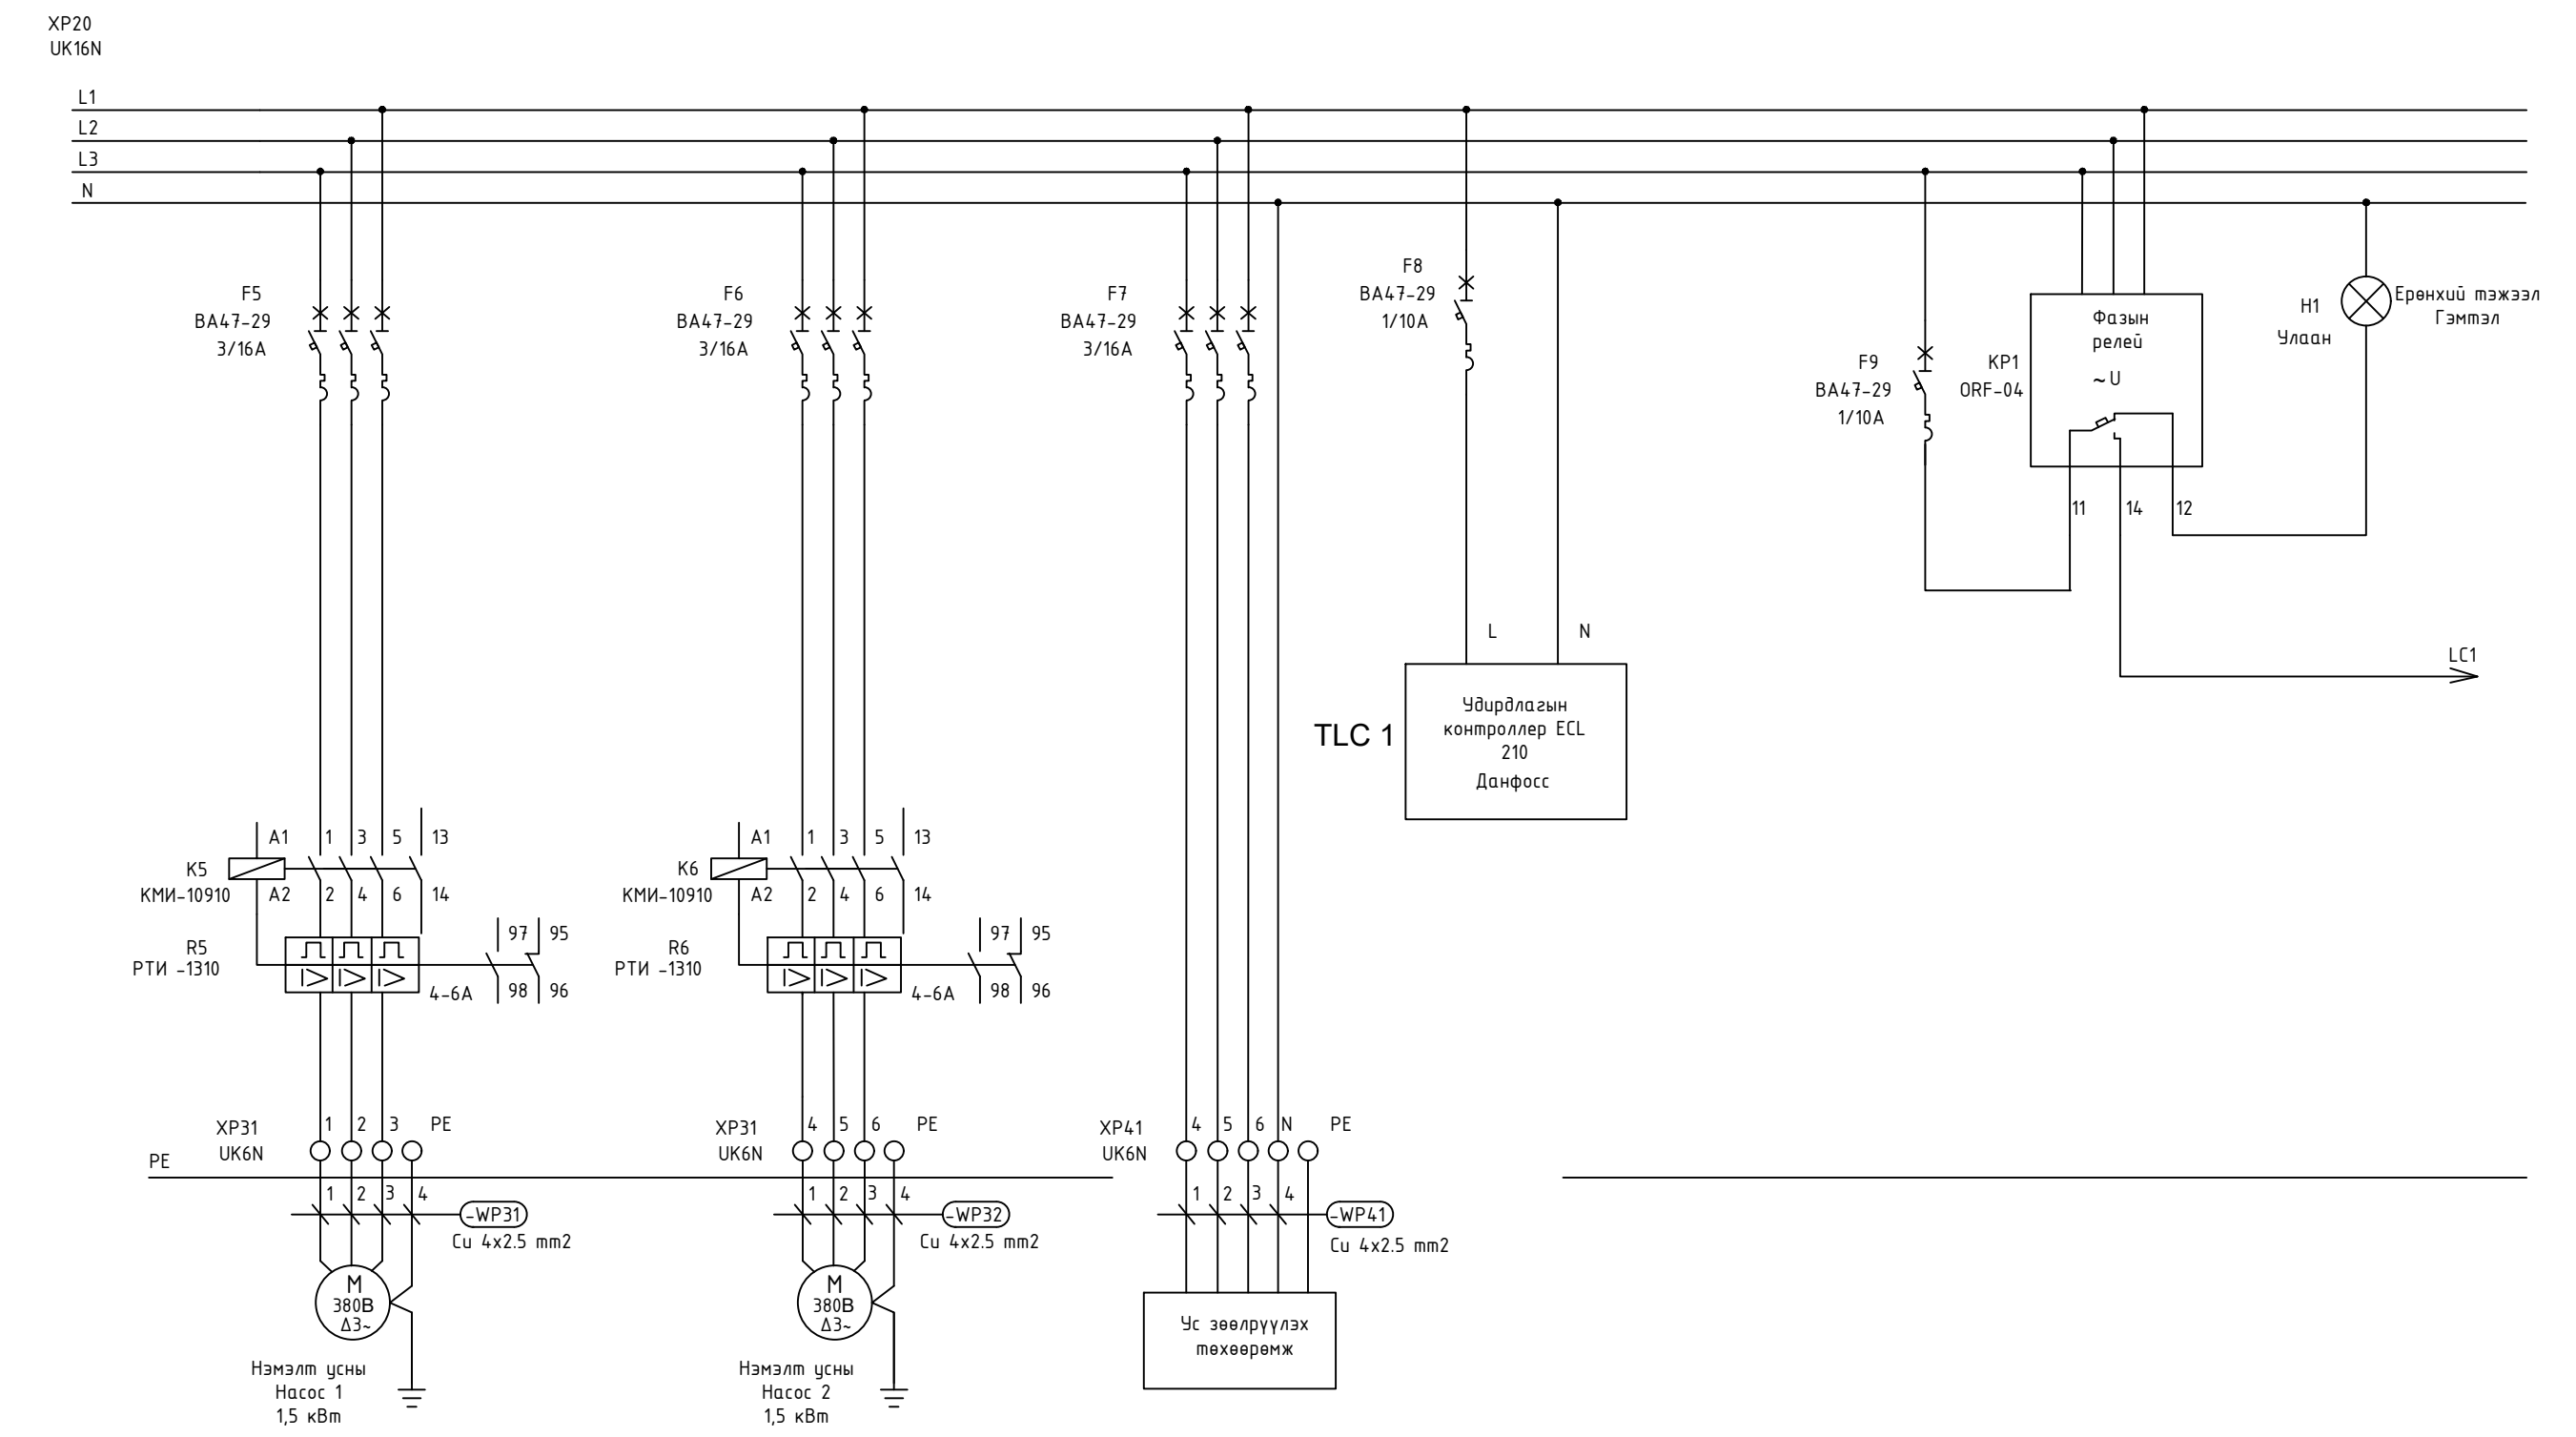 XP20
UK16N
L1
L2
L3
N
F5
ВА47-29
3/16А
F6
ВА47-29
3/16А
F7
ВА47-29
3/16А
F8
ВА47-29
1/10А
F9
ВА47-29
1/10А
KP1
ORF-04
Фазын
релей
~U
11
14
12
H1
Улаан
Ерөнхий тэжээл
Гэмтэл
LC1
L
N
TLC 1
Удирдлагын
контроллер ECL
210
Данфосс
K5
КМИ-10910
A1
A2
1
3
5
13
2
4
6
14
R5
РТИ -1310
4-6А
97
95
98
96
K6
КМИ-10910
A1
A2
1
3
5
13
2
4
6
14
R6
РТИ -1310
4-6А
97
95
98
96
XP31
UK6N
1
2
3
PE
XP31
UK6N
4
5
6
PE
XP41
UK6N
4
5
6
N
PE
PE
1
2
3
4
-WP31
Cu 4x2.5 mm2
1
2
3
4
-WP32
Cu 4x2.5 mm2
1
2
3
4
-WP41
Cu 4x2.5 mm2
М
380В
Δ3~
М
380В
Δ3~
Ус зөөлрүүлэх
төхөөрөмж
Нэмэлт усны
Насос 1
1,5 кВт
Нэмэлт усны
Насос 2
1,5 кВт